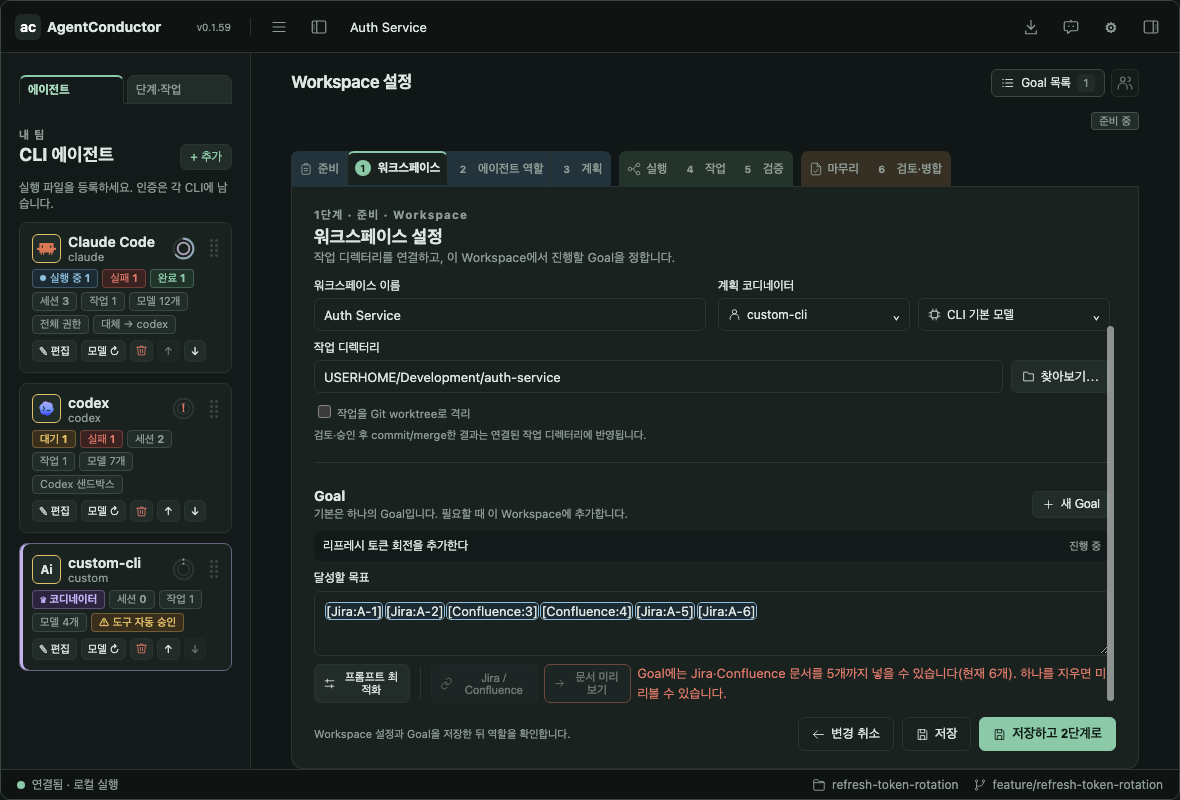 ac AgentConductor v0.1.59 Auth Service
에이전트 단계·작업
내 팀
CLI 에이전트 + 추가
실행 파일을 등록하세요. 인증은 각 CLI에 남
습니다.
Claude Code
claude
실행 중 1 실패 1 완료 1
세션 3 작업 1 모델 12개
전체 권한 대체 → codex
✎ 편집 모델 ↻ ↑ ↓
codex
codex
대기 1 실패 1 세션 2
작업 1 모델 7개
Codex 샌드박스
✎ 편집 모델 ↻ ↑ ↓
Ai custom-cli
custom
♛ 코디네이터 세션 0 작업 1
모델 4개 ⚠ 도구 자동 승인
✎ 편집 모델 ↻ ↑ ↓
Workspace 설정 Goal 목록 1
준비 중
준비 1 워크스페이스 2 에이전트 역할 3 계획 실행 4 작업 5 검증 마무리 6 검토·병합
1단계 · 준비 · Workspace
워크스페이스 설정
작업 디렉터리를 연결하고, 이 Workspace에서 진행할 Goal을 정합니다.
워크스페이스 이름 계획 코디네이터
Auth Service custom-cli CLI 기본 모델
작업 디렉터리
USERHOME/Development/auth-service 찾아보기...
작업을 Git worktree로 격리
검토·승인 후 commit/merge한 결과는 연결된 작업 디렉터리에 반영됩니다.
Goal
기본은 하나의 Goal입니다. 필요할 때 이 Workspace에 추가합니다.
+ 새 Goal
리프레시 토큰 회전을 추가한다 진행 중
달성할 목표
[Jira:A-1] [Jira:A-2] [Confluence:3] [Confluence:4] [Jira:A-5] [Jira:A-6]
프롬프트 최
적화
Jira /
Confluence
→ 문서 미리
보기
Goal에는 Jira·Confluence 문서를 5개까지 넣을 수 있습니다(현재 6개). 하나를 지우면 미
리볼 수 있습니다.
Workspace 설정과 Goal을 저장한 뒤 역할을 확인합니다. ← 변경 취소 저장 저장하고 2단계로
연결됨 · 로컬 실행 refresh-token-rotation feature/refresh-token-rotation